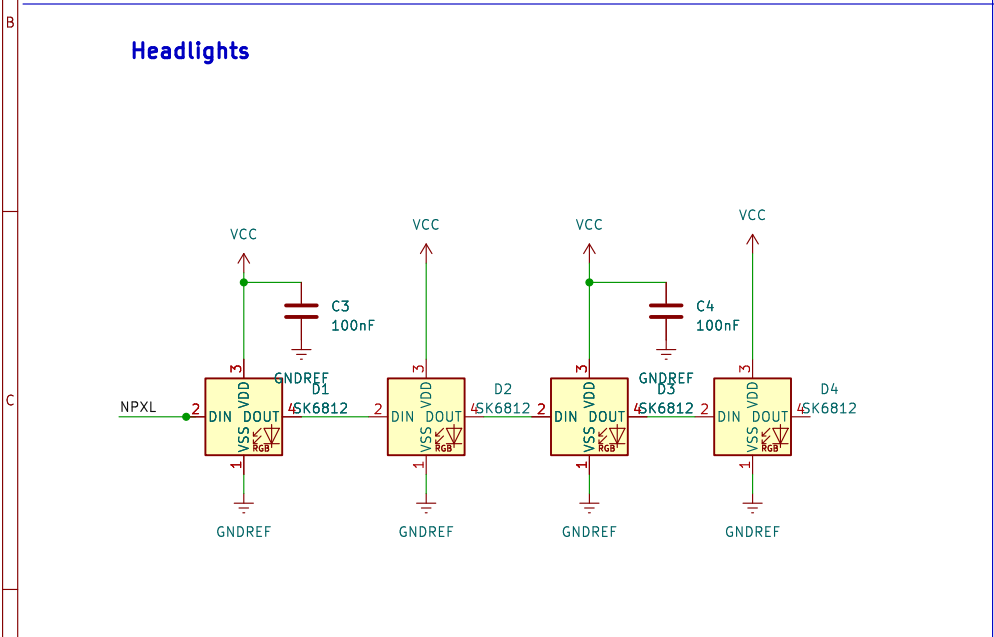 B
Headlights
VCC
VCC
VCC
VCC
C3
100nF
C4
100nF
GNDREF
GNDREF
3
VDD
D1
SK6812
NPXL
2
DIN
DOUT
4
VSS
RGB
1
GNDREF
3
VDD
D2
SK6812
2
DIN
DOUT
4
VSS
RGB
1
GNDREF
3
VDD
D3
SK6812
2
DIN
DOUT
4
VSS
RGB
1
GNDREF
3
VDD
D4
SK6812
2
DIN
DOUT
4
VSS
RGB
1
GNDREF
C